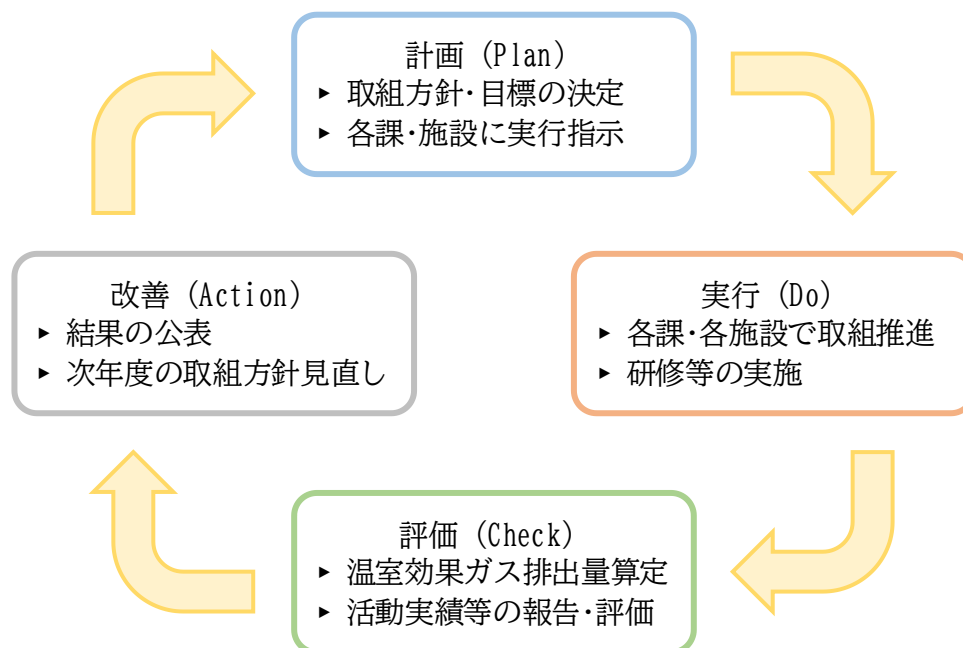 計画 (Plan)
▶ 取組方針・目標の決定
▶ 各課・施設に実行指示
実行 (Do)
▶ 各課・各施設で取組推進
▶ 研修等の実施
評価 (Check)
▶ 温室効果ガス排出量算定
▶ 活動実績等の報告・評価
改善 (Action)
▶ 結果の公表
▶ 次年度の取組方針見直し